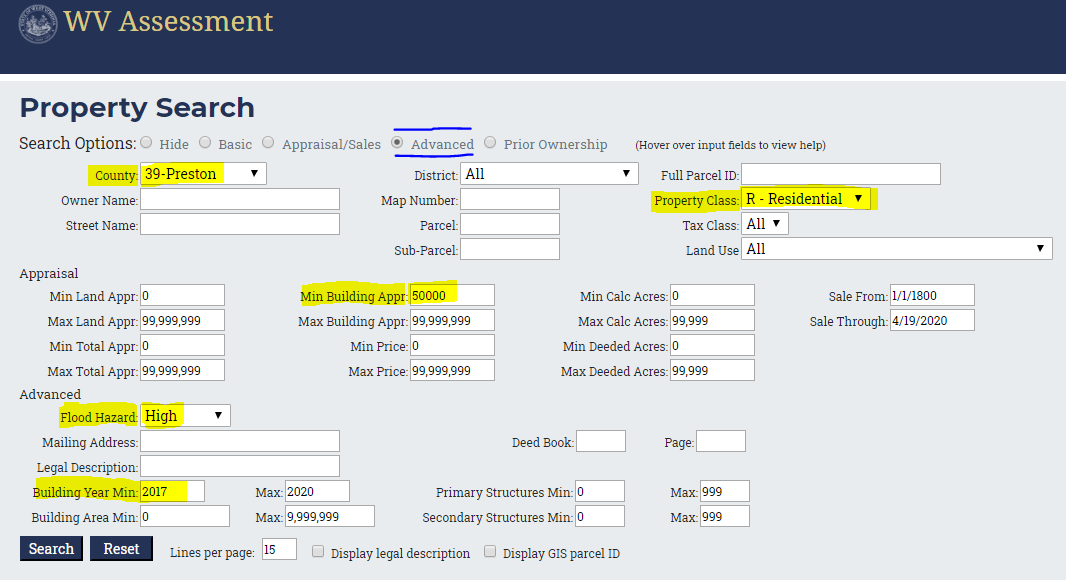 WV Assessment
Property Search
Search Options: Hide Basic Appraisal/Sales Advanced Prior Ownership (Hover over input fields to view help)
County: 39-Preston District: All Full Parcel ID:
Owner Name: Map Number: Property Class: R - Residential
Street Name: Parcel: Tax Class: All
Sub-Parcel: Land Use All
Appraisal
Min Land Appr: 0 Min Building Appr: 50000 Min Calc Acres: 0 Sale From: 1/1/1800
Max Land Appr: 99,999,999 Max Building Appr: 99,999,999 Max Calc Acres: 99,999 Sale Through: 4/19/2020
Min Total Appr: 0 Min Price: 0 Min Deeded Acres: 0
Max Total Appr: 99,999,999 Max Price: 99,999,999 Max Deeded Acres: 99,999
Advanced
Flood Hazard: High
Mailing Address: Deed Book: Page:
Legal Description:
Building Year Min: 2017 Max: 2020 Primary Structures Min: 0 Max: 999
Building Area Min: 0 Max: 9,999,999 Secondary Structures Min: 0 Max: 999
Search Reset Lines per page: 15 Display legal description Display GIS parcel ID